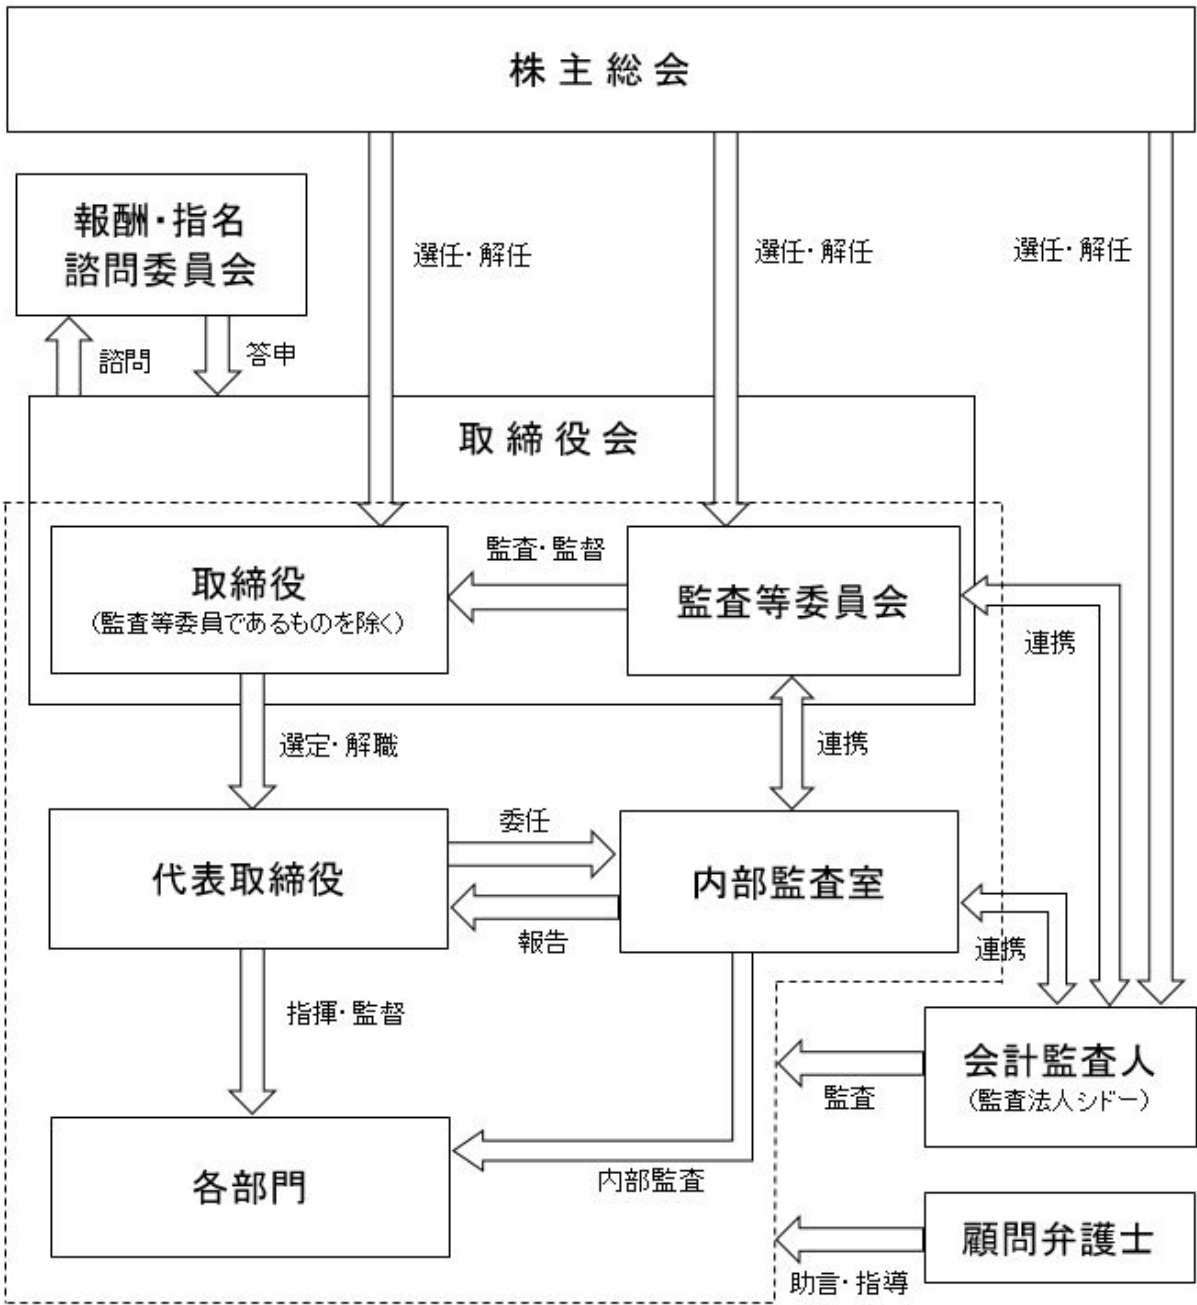 株主総会
報酬・指名
諮問委員会
選任・解任
選任・解任
選任・解任
諮問
答申
取締役会
取締役
（監査等委員であるものを除く）
監査・監督
監査等委員会
連携
選定・解職
連携
代表取締役
委任
報告
内部監査室
連携
指揮・監督
会計監査人
（監査法人シドー）
監査
各部門
内部監査
顧問弁護士
助言・指導